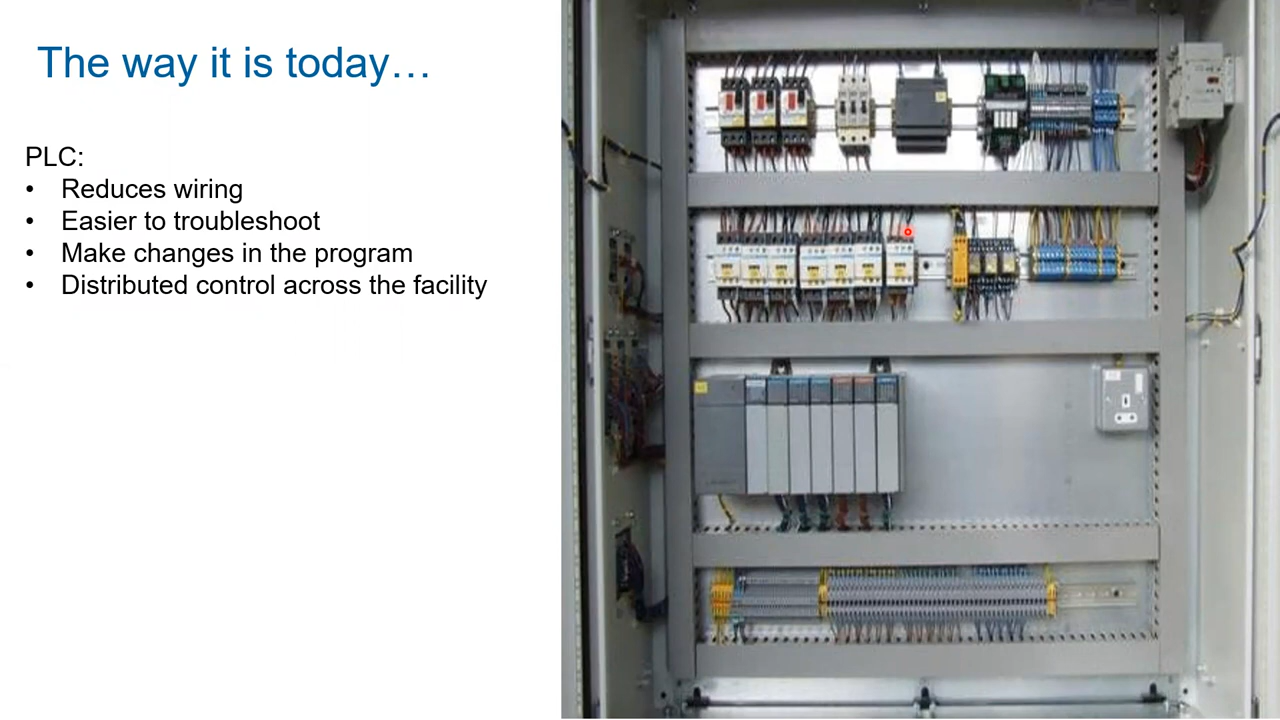 The way it is today…
PLC:
• Reduces wiring
• Easier to troubleshoot
• Make changes in the program
• Distributed control across the facility